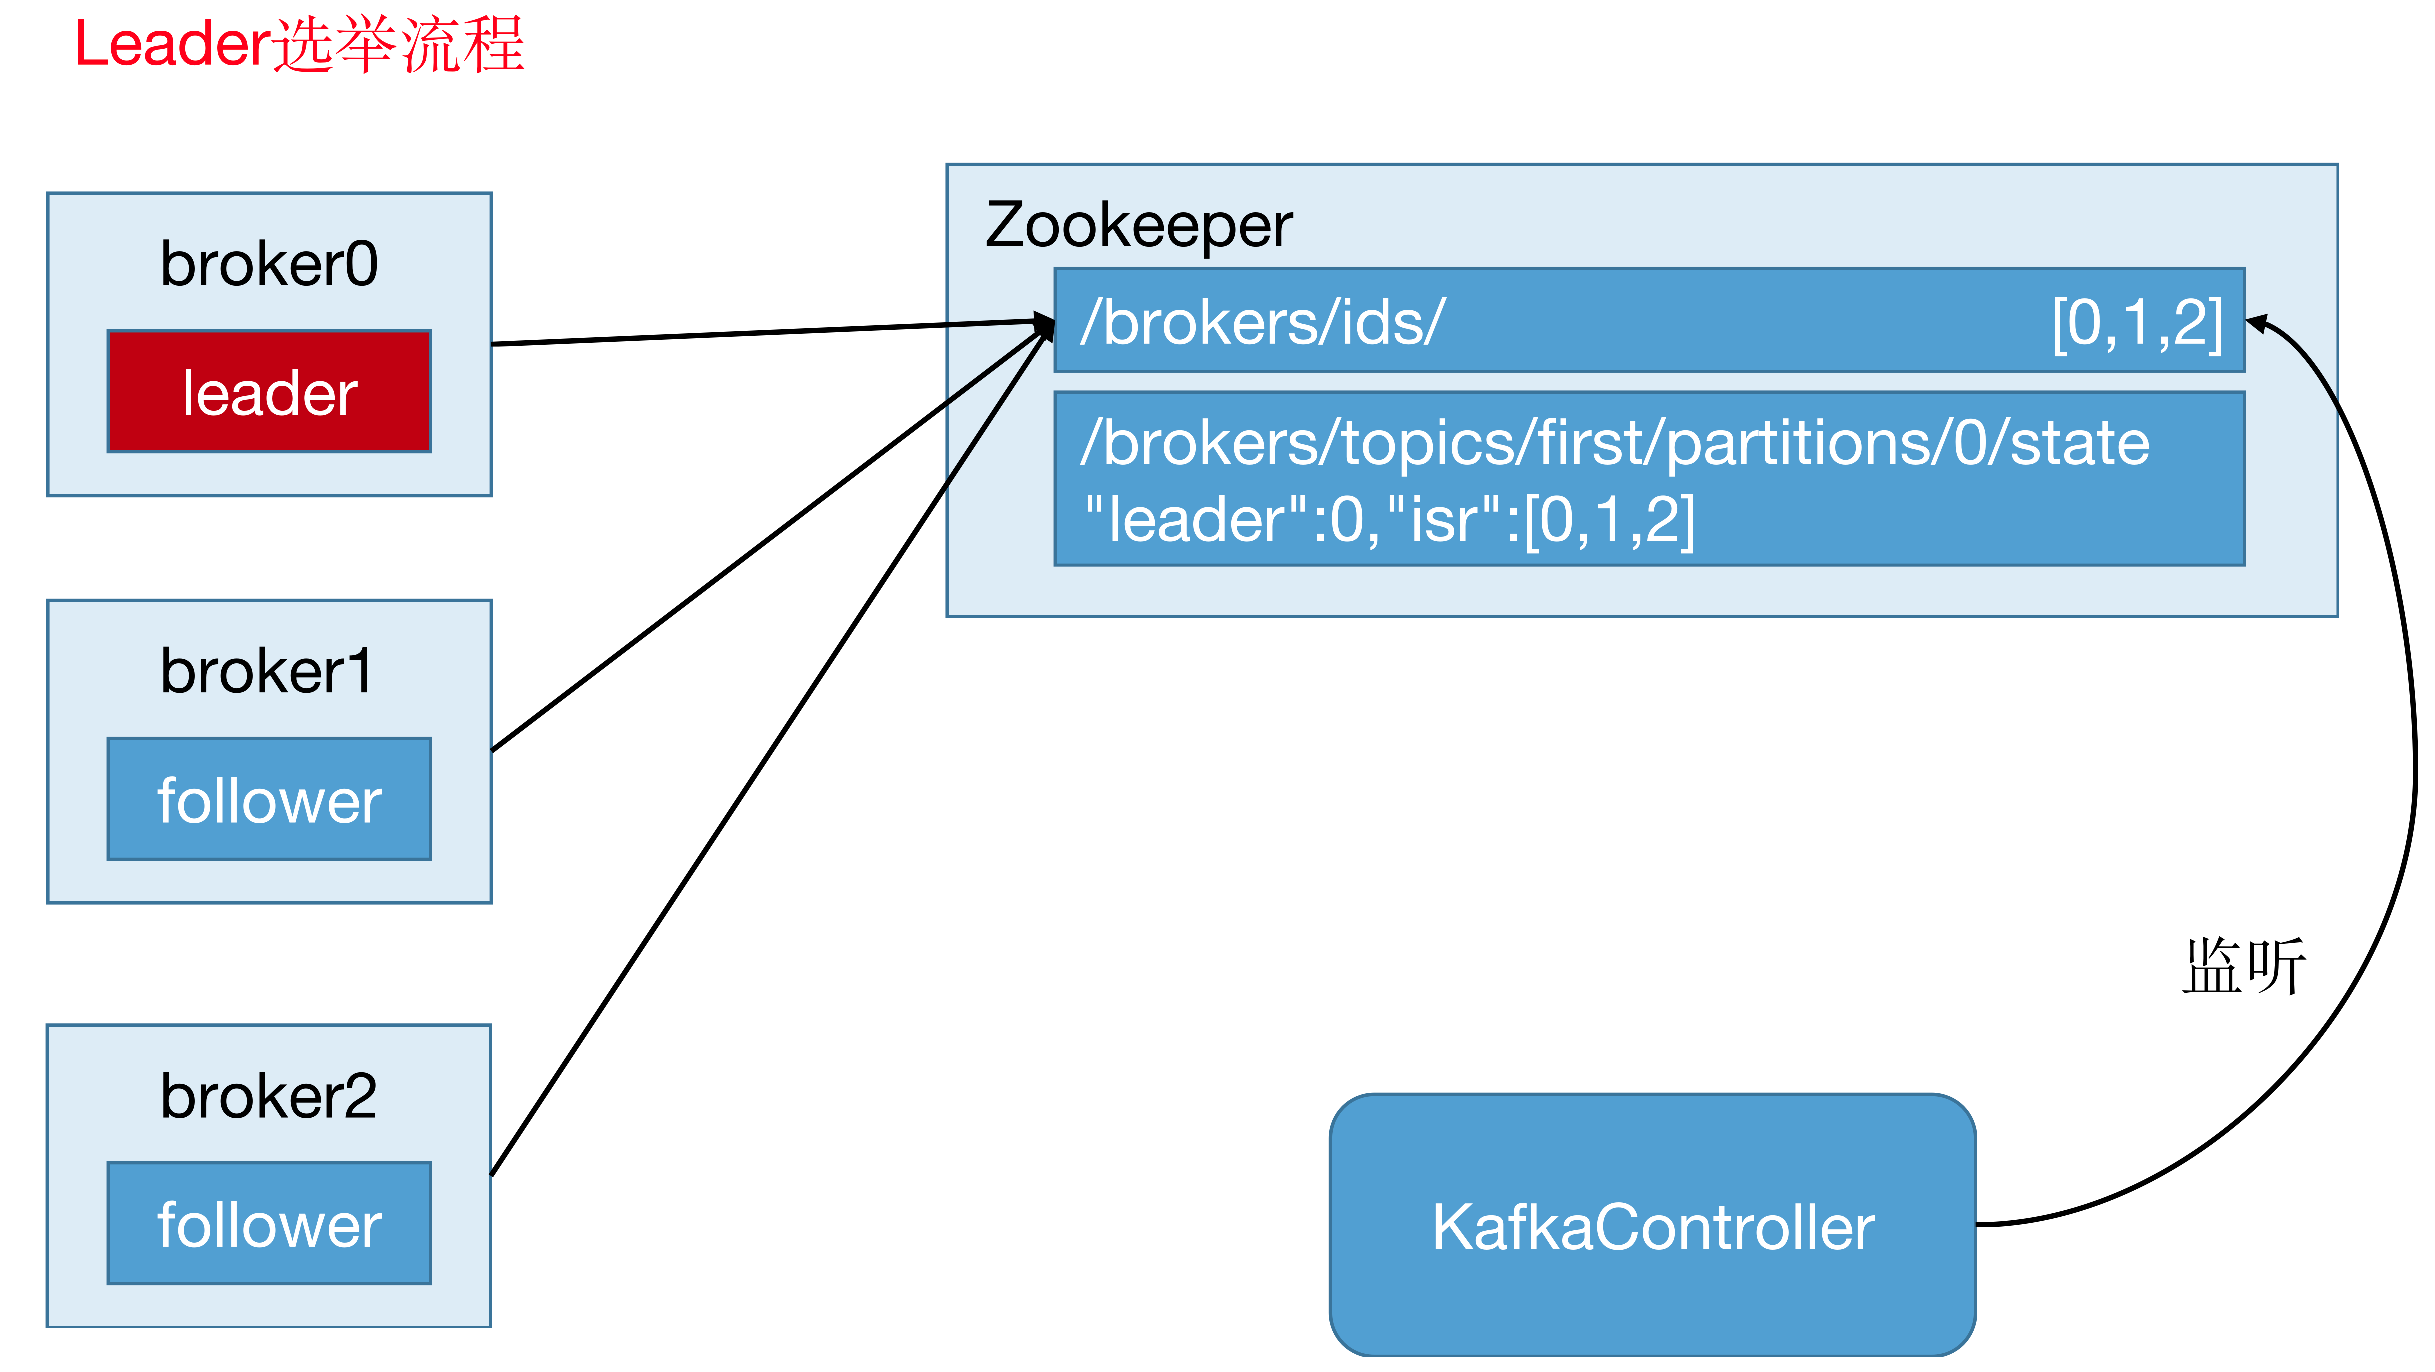 Leader选举流程
broker0
leader
broker1
follower
broker2
follower
Zookeeper
/brokers/ids/ [0,1,2]
/brokers/topics/first/partitions/0/state
"leader":0,"isr":[0,1,2]
监听
KafkaController